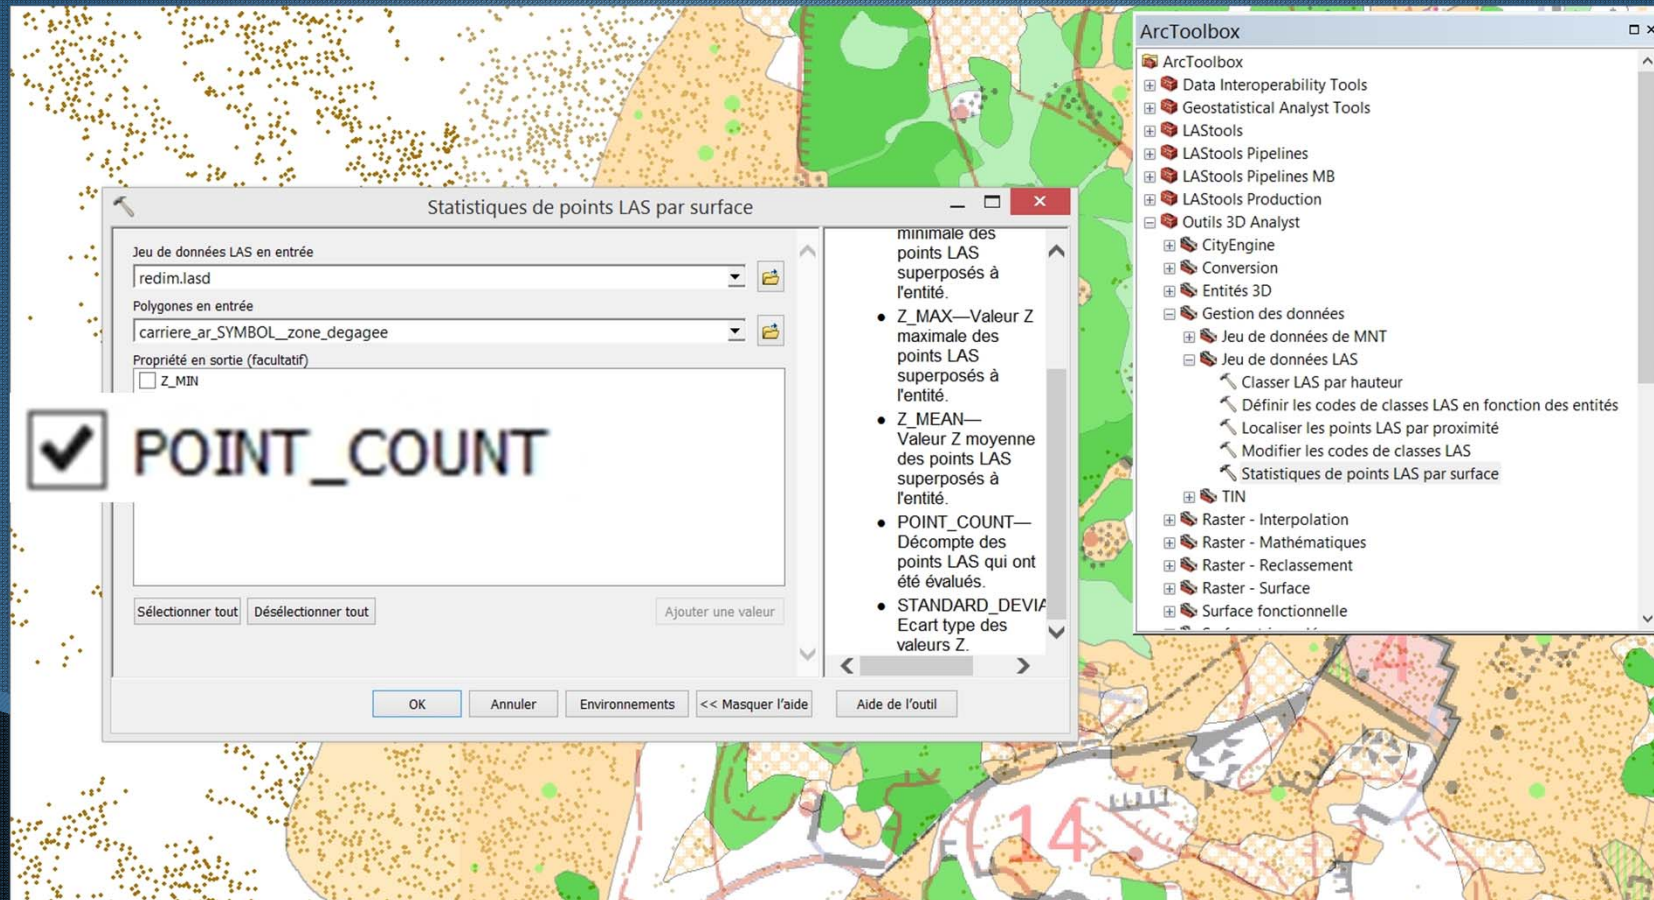 Statistiques de points LAS par surface
Jeu de données LAS en entrée
redim.lasd
Polygones en entrée
carriere_ar_SYMBOL__zone_degagee
Propriété en sortie (facultatif)
Z_MIN
POINT_COUNT
Sélectionner tout
Désélectionner tout
Ajouter une valeur
minimale des
points LAS
superposés à
l'entité.
• Z_MAX—Valeur Z
maximale des
points LAS
superposés à
l'entité.
• Z_MEAN—
Valeur Z moyenne
des points LAS
superposés à
l'entité.
• POINT_COUNT—
Décompte des
points LAS qui ont
été évalués.
• STANDARD_DEVIA
Ecart type des
valeurs Z.
OK
Annuler
Environnements
<< Masquer l'aide
Aide de l'outil
ArcToolbox
ArcToolbox
Data Interoperability Tools
Geostatistical Analyst Tools
LAStools
LAStools Pipelines
LAStools Pipelines MB
LAStools Production
Outils 3D Analyst
CityEngine
Conversion
Entités 3D
Gestion des données
Jeu de données de MNT
Jeu de données LAS
Classer LAS par hauteur
Définir les codes de classes LAS en fonction des entités
Localiser les points LAS par proximité
Modifier les codes de classes LAS
Statistiques de points LAS par surface
TIN
Raster - Interpolation
Raster - Mathématiques
Raster - Reclassement
Raster - Surface
Surface fonctionnelle
4
14